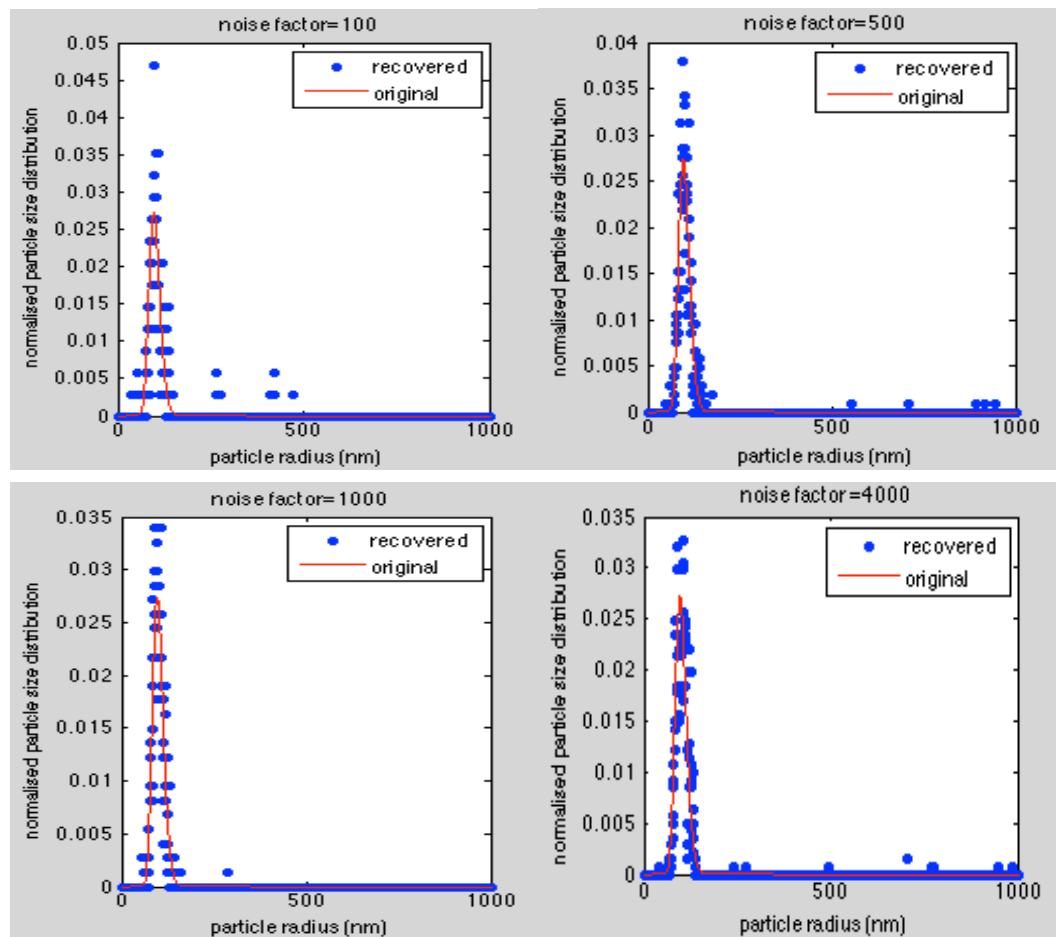 noise factor=100
0.05
0.045
0.04
0.035
0.03
0.025
0.02
0.015
0.01
0.005
0
normalised particle size distribution
recovered
original
0 500 1000
particle radius (nm)
noise factor=500
0.04
0.035
0.03
0.025
0.02
0.015
0.01
0.005
0
normalised particle size distribution
recovered
original
0 500 1000
particle radius (nm)
noise factor=1000
0.035
0.03
0.025
0.02
0.015
0.01
0.005
0
normalised particle size distribution
recovered
original
0 500 1000
particle radius (nm)
noise factor=4000
0.035
0.03
0.025
0.02
0.015
0.01
0.005
0
normalised particle size distribution
recovered
original
0 500 1000
particle radius (nm)